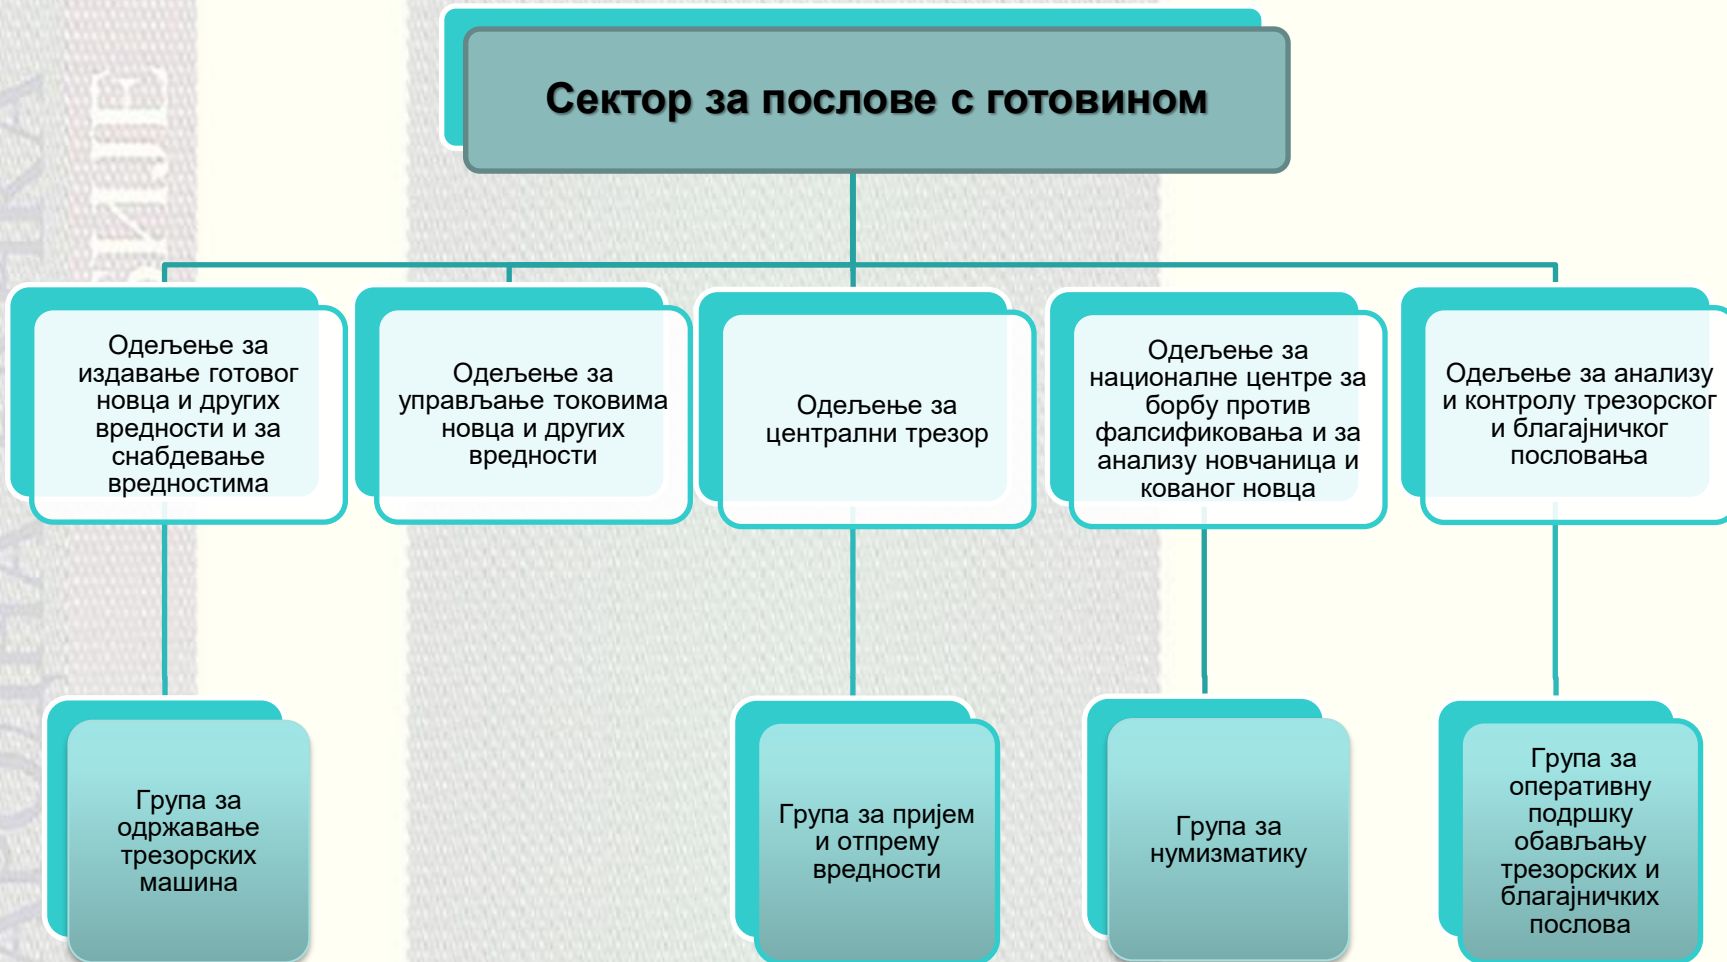 Сектор за послове с готовином
Одељење за
издавање готовог
новца и других
вредности и за
снабдевање
вредностима
Одељење за
управљање токовима
новца и других
вредности
Одељење за
централни трезор
Одељење за
националне центре за
борбу против
фалсификовања и за
анализу новчаница и
кованог новца
Одељење за анализу
и контролу трезорског
и благајничког
пословања
Група за
одржавање
трезорских
машина
Група за пријем
и отпрему
вредности
Група за
нумизматику
Група за
оперативну
подршку
обављању
трезорских и
благајничких
послова